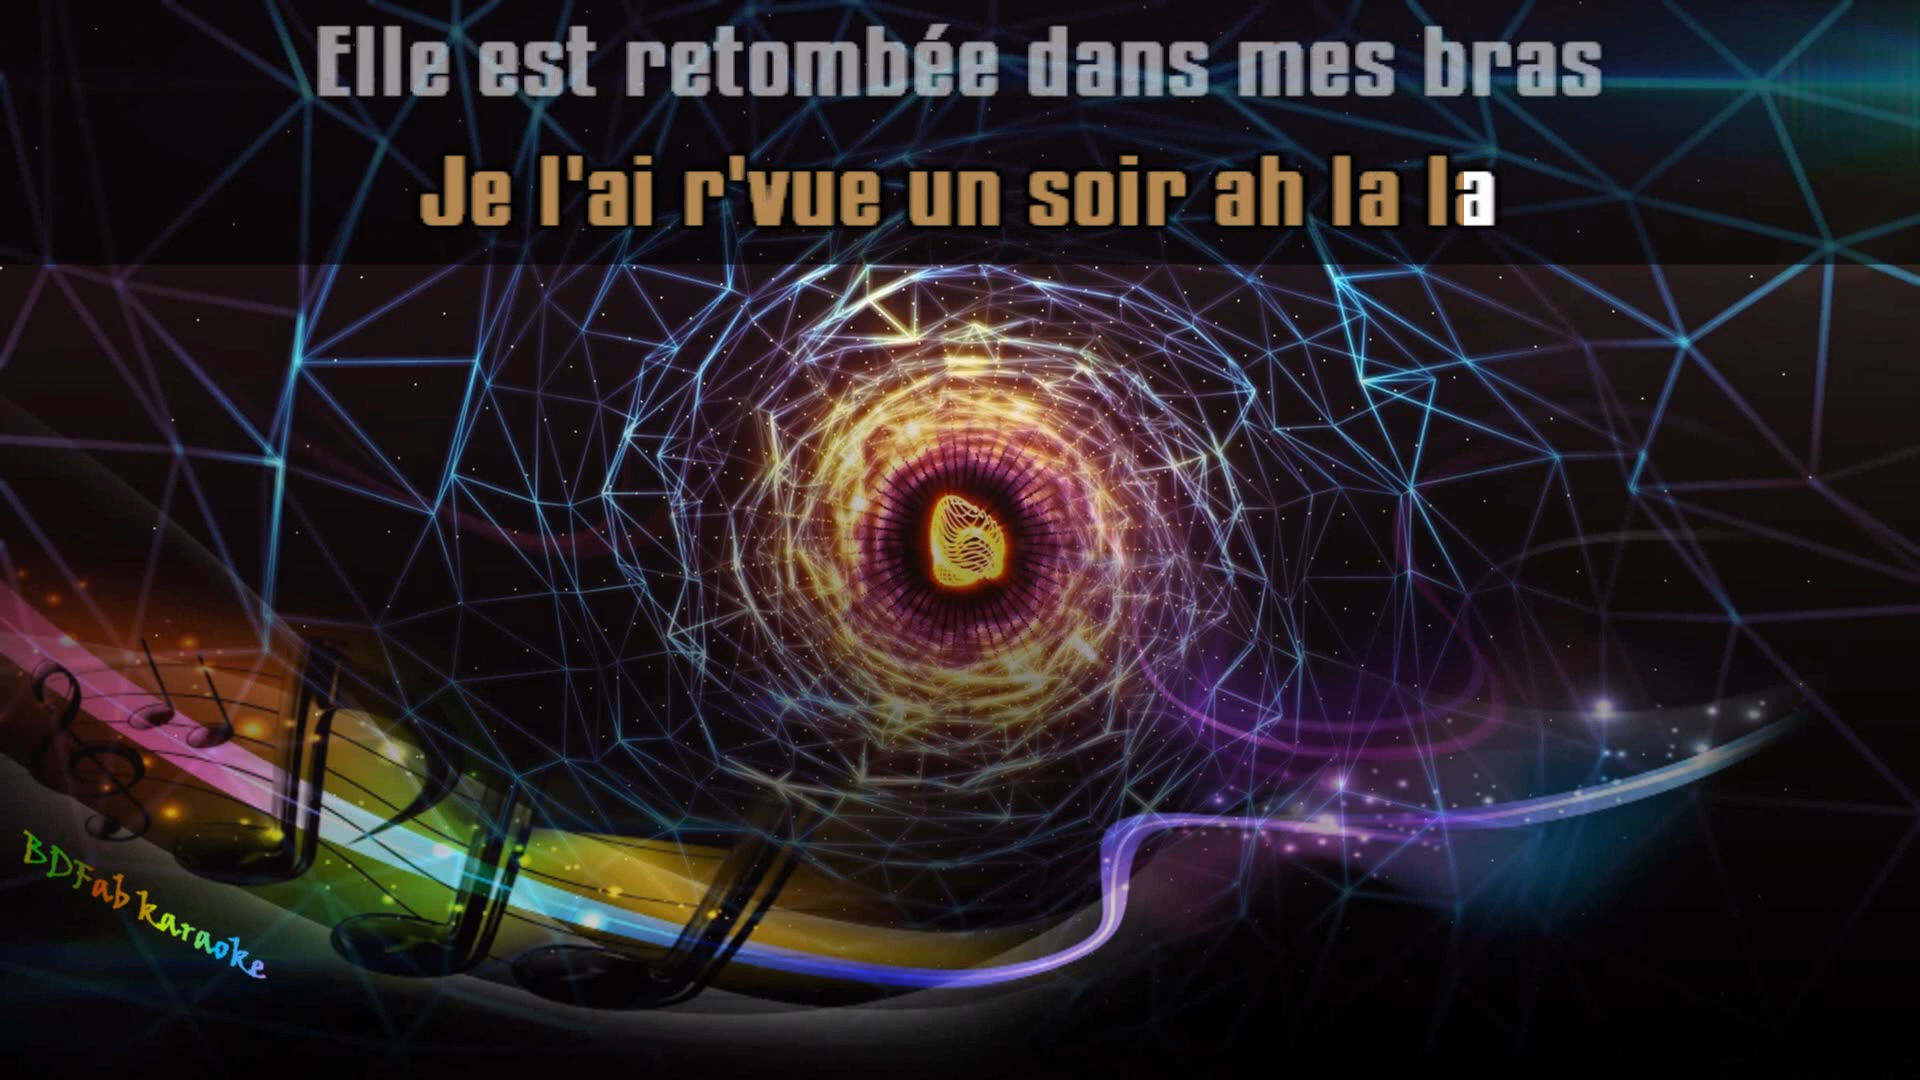 Elle est retombée dans mes bras
Je l'ai r'vue un soir ah la la
BDFab karaoke